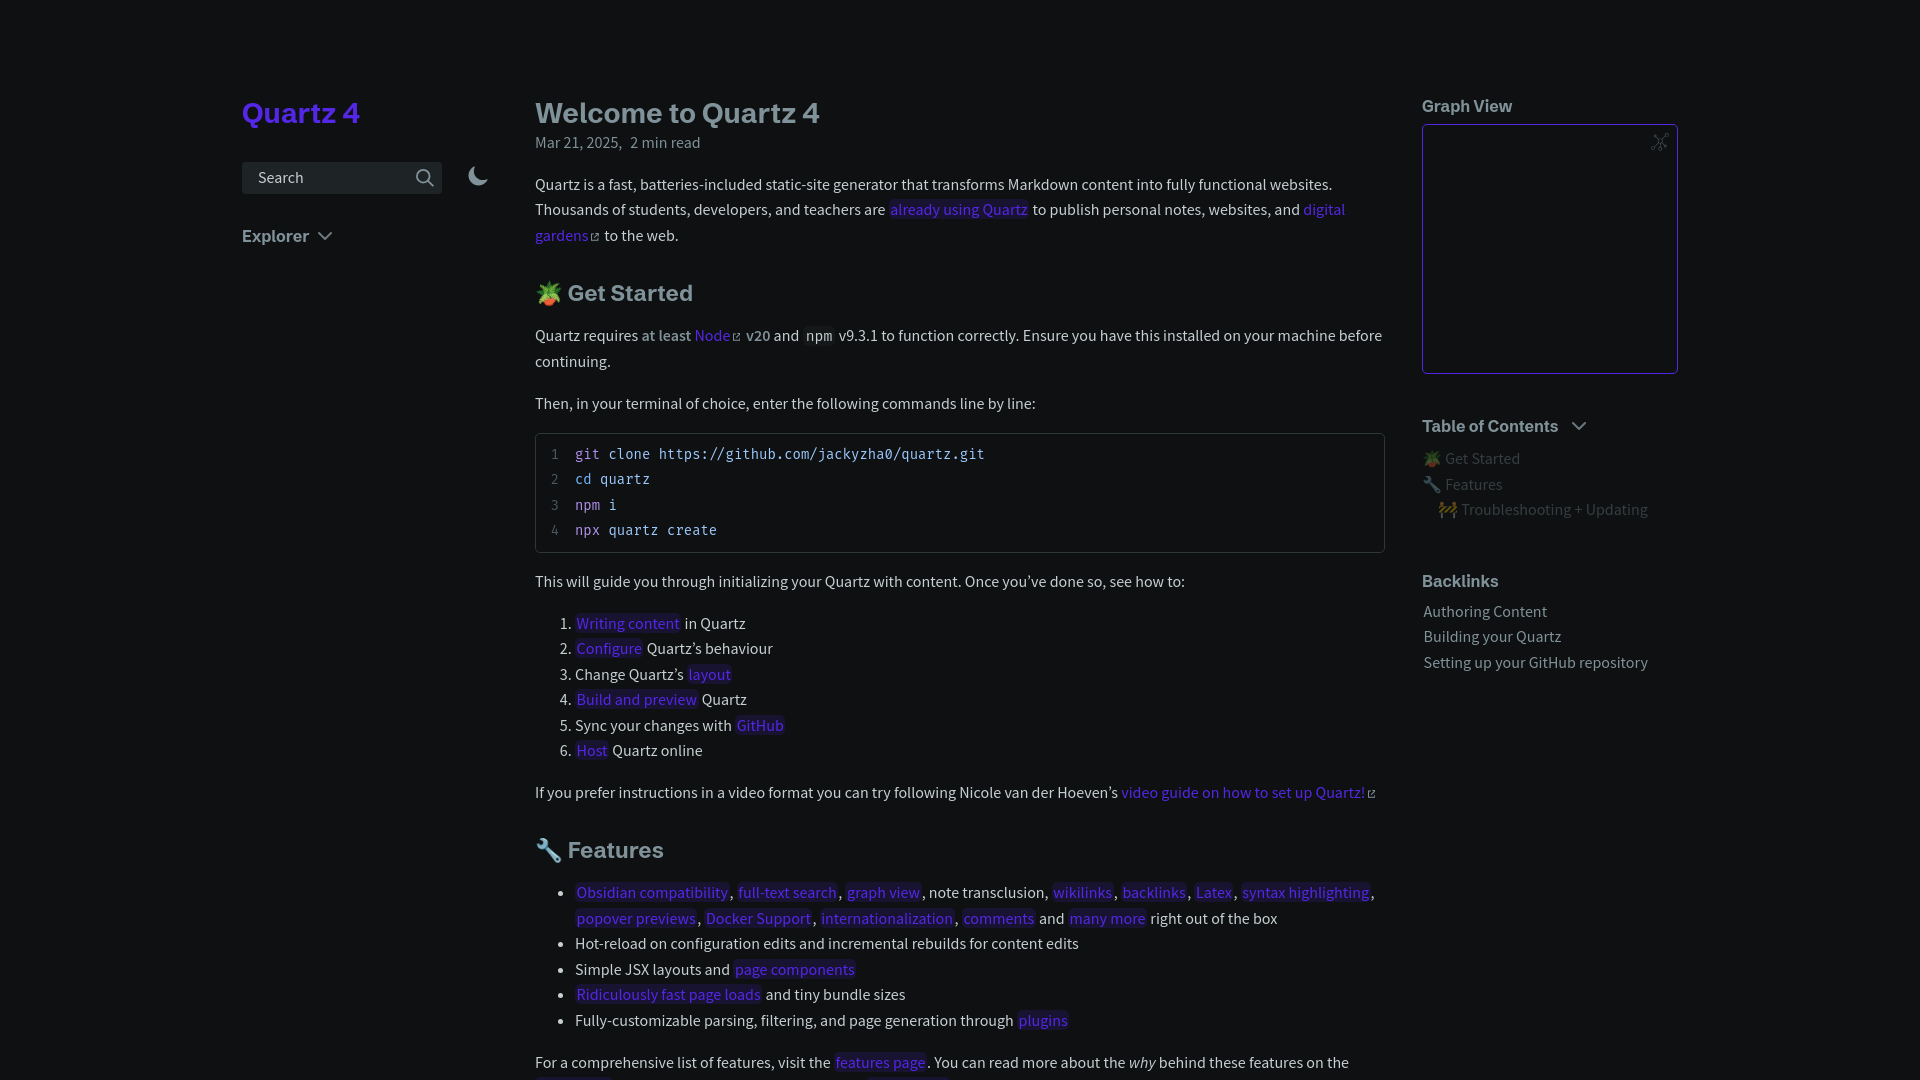 Quartz 4
Search
Explorer
Welcome to Quartz 4
Mar 21, 2025, 2 min read
Quartz is a fast, batteries-included static-site generator that transforms Markdown content into fully functional websites.
Thousands of students, developers, and teachers are already using Quartz to publish personal notes, websites, and digital
gardens to the web.
🪴 Get Started
Quartz requires at least Node v20 and npm v9.3.1 to function correctly. Ensure you have this installed on your machine before
continuing.
Then, in your terminal of choice, enter the following commands line by line:
1 git clone https://github.com/jackyzha0/quartz.git
2 cd quartz
3 npm i
4 npx quartz create
This will guide you through initializing your Quartz with content. Once you’ve done so, see how to:
1. Writing content in Quartz
2. Configure Quartz’s behaviour
3. Change Quartz’s layout
4. Build and preview Quartz
5. Sync your changes with GitHub
6. Host Quartz online
If you prefer instructions in a video format you can try following Nicole van der Hoeven’s video guide on how to set up Quartz!
🔧 Features
• Obsidian compatibility, full-text search, graph view, note transclusion, wikilinks, backlinks, Latex, syntax highlighting,
popover previews, Docker Support, internationalization, comments and many more right out of the box
• Hot-reload on configuration edits and incremental rebuilds for content edits
• Simple JSX layouts and page components
• Ridiculously fast page loads and tiny bundle sizes
• Fully-customizable parsing, filtering, and page generation through plugins
For a comprehensive list of features, visit the features page. You can read more about the why behind these features on the
Graph View
Table of Contents
🪴 Get Started
🔧 Features
🚧 Troubleshooting + Updating
Backlinks
Authoring Content
Building your Quartz
Setting up your GitHub repository